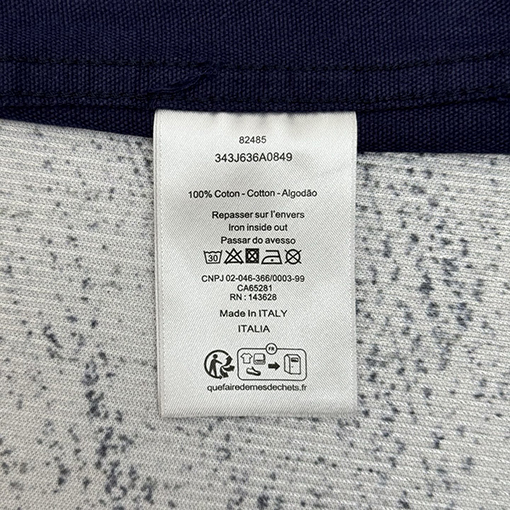 82485
343J636A0849
100% Coton - Cotton - Algodão
Repasser sur l'envers
Iron inside out
Passar do avesso
30
CNPJ 02-046-366/0003-99
CA65281
RN : 143628
Made in ITALY
ITALIA
FR
quefairedemesdechets.fr